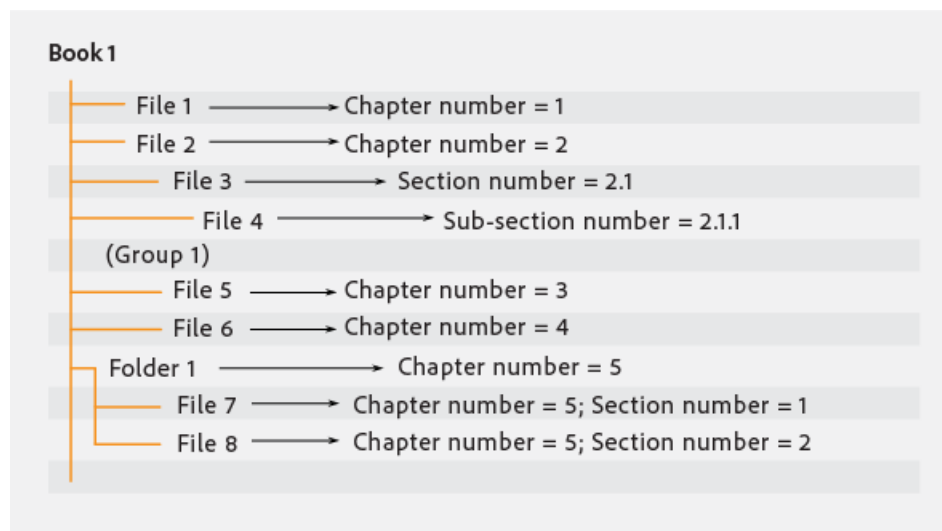 Book 1
File 1 Chapter number = 1
File 2 Chapter number = 2
File 3 Section number = 2.1
File 4 Sub-section number = 2.1.1
(Group 1)
File 5 Chapter number = 3
File 6 Chapter number = 4
Folder 1 Chapter number = 5
File 7 Chapter number = 5; Section number = 1
File 8 Chapter number = 5; Section number = 2